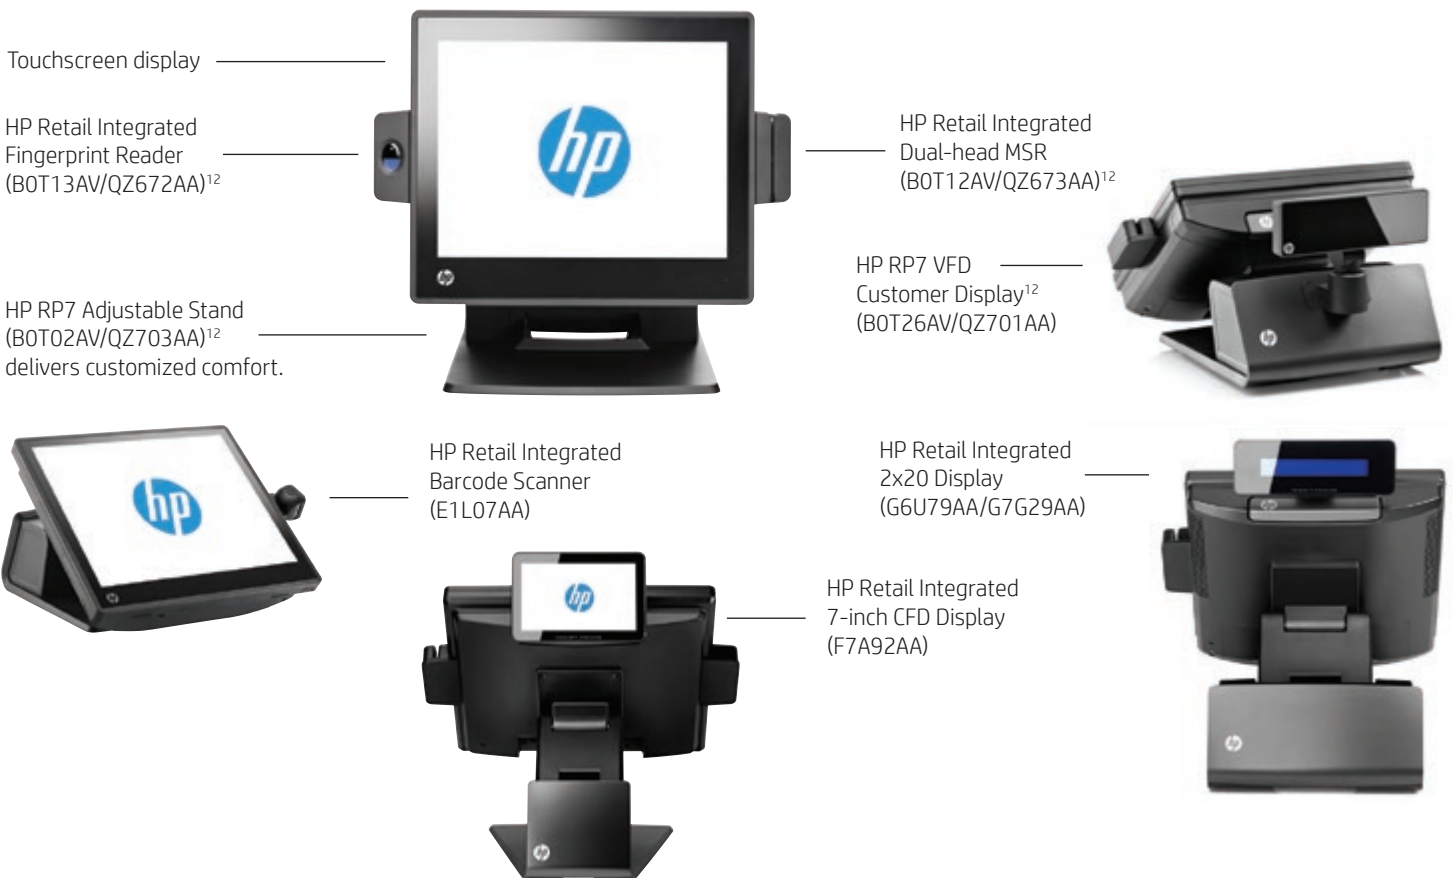 Touchscreen display
HP Retail Integrated
Fingerprint Reader
(B0T13AV/QZ672AA)¹²
HP RP7 Adjustable Stand
(B0T02AV/QZ703AA)¹²
delivers customized comfort.
hp
HP Retail Integrated
Dual-head MSR
(B0T12AV/QZ673AA)¹²
HP RP7 VFD
Customer Display¹²
(B0T26AV/QZ701AA)
hp
HP Retail Integrated
Barcode Scanner
(E1L07AA)
HP Retail Integrated
2x20 Display
(G6U79AA/G7G29AA)
hp
HP Retail Integrated
7-inch CFD Display
(F7A92AA)